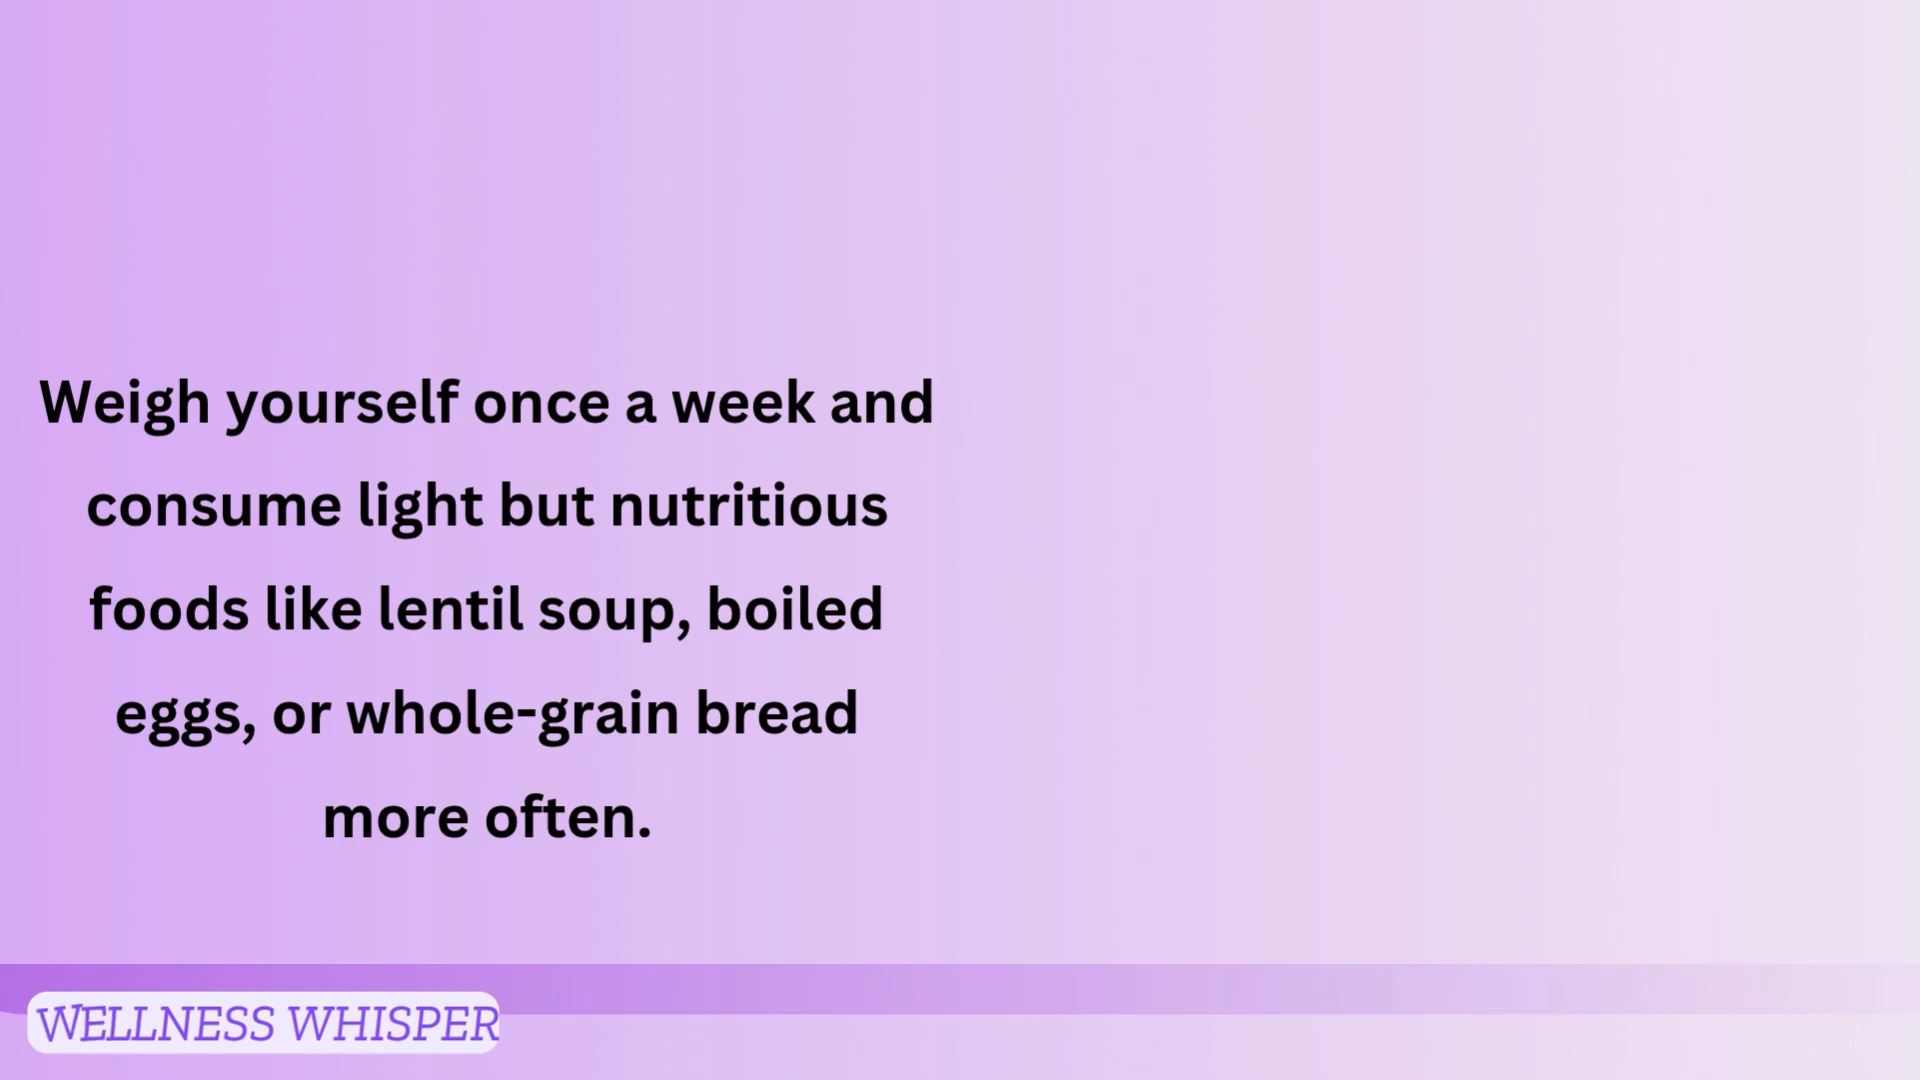 Weigh yourself once a week and
consume light but nutritious
foods like lentil soup, boiled
eggs, or whole-grain bread
more often.
WELLNESS WHISPER